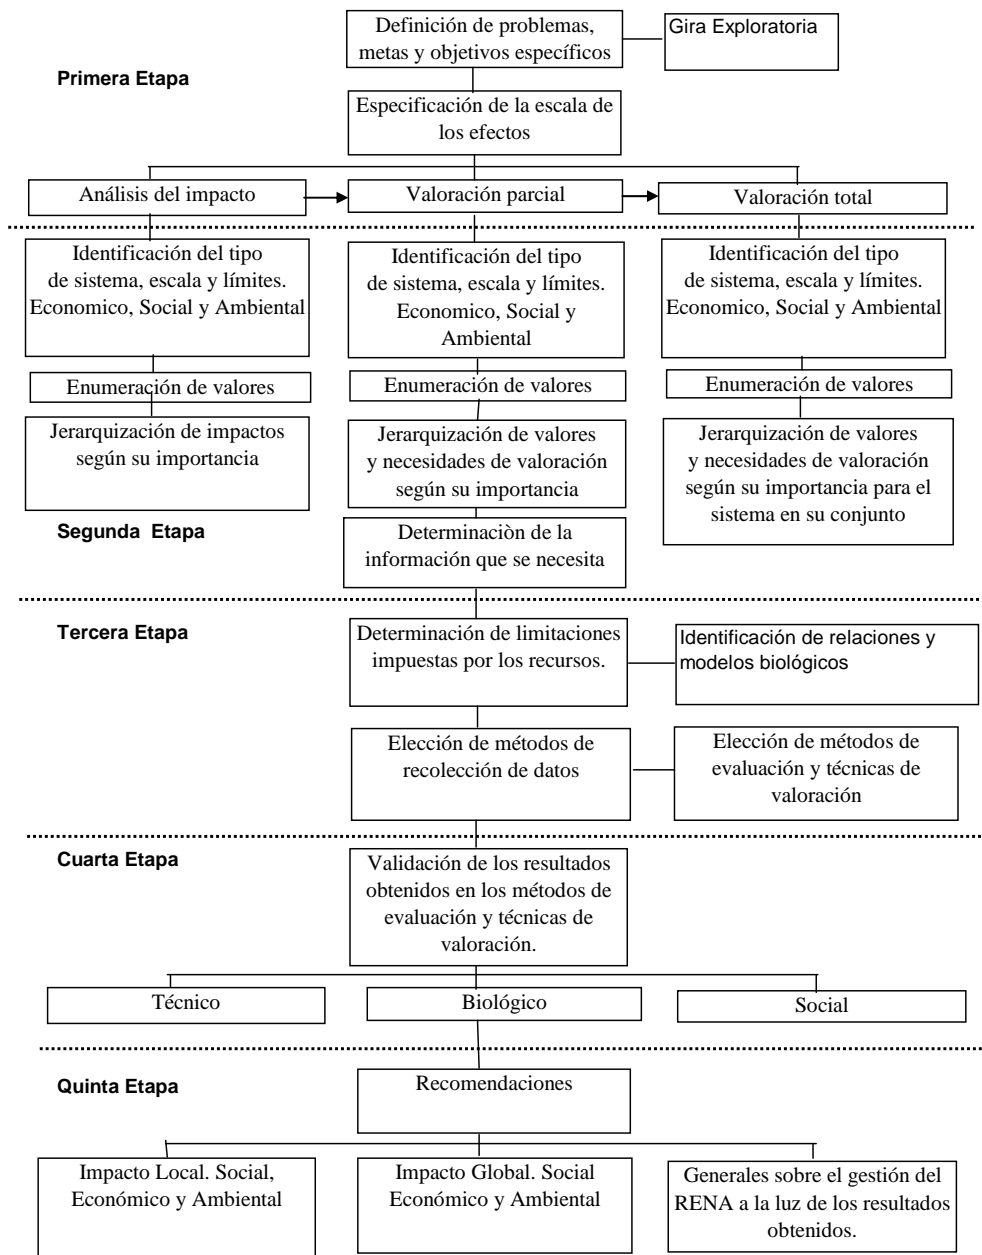 Definición de problemas,
metas y objetivos específicos
Gira Exploratoria
Primera Etapa
Especificación de la escala de
los efectos
Análisis del impacto
Valoración parcial
Valoración total
Identificación del tipo
de sistema, escala y límites.
Economico, Social y Ambiental
Identificación del tipo
de sistema, escala y límites.
Economico, Social y
Ambiental
Identificación del tipo
de sistema, escala y límites.
Economico, Social y Ambiental
Enumeración de valores
Enumeración de valores
Enumeración de valores
Jerarquización de impactos
según su importancia
Jerarquización de valores
y necesidades de valoración
según su importancia
Jerarquización de valores
y necesidades de valoración
según su importancia para el
sistema en su conjunto
Segunda Etapa
Determinaciòn de la
información que se necesita
Tercera Etapa
Determinación de limitaciones
impuestas por los recursos.
Identificación de relaciones y
modelos biológicos
Elección de métodos de
recolección de datos
Elección de métodos de
evaluación y técnicas de
valoración
Cuarta Etapa
Validación de los resultados
obtenidos en los métodos de
evaluación y técnicas de
valoración.
Técnico
Biológico
Social
Quinta Etapa
Recomendaciones
Impacto Local. Social,
Económico y Ambiental
Impacto Global. Social
Económico y Ambiental
Generales sobre el gestión del
RENA a la luz de los resultados
obtenidos.